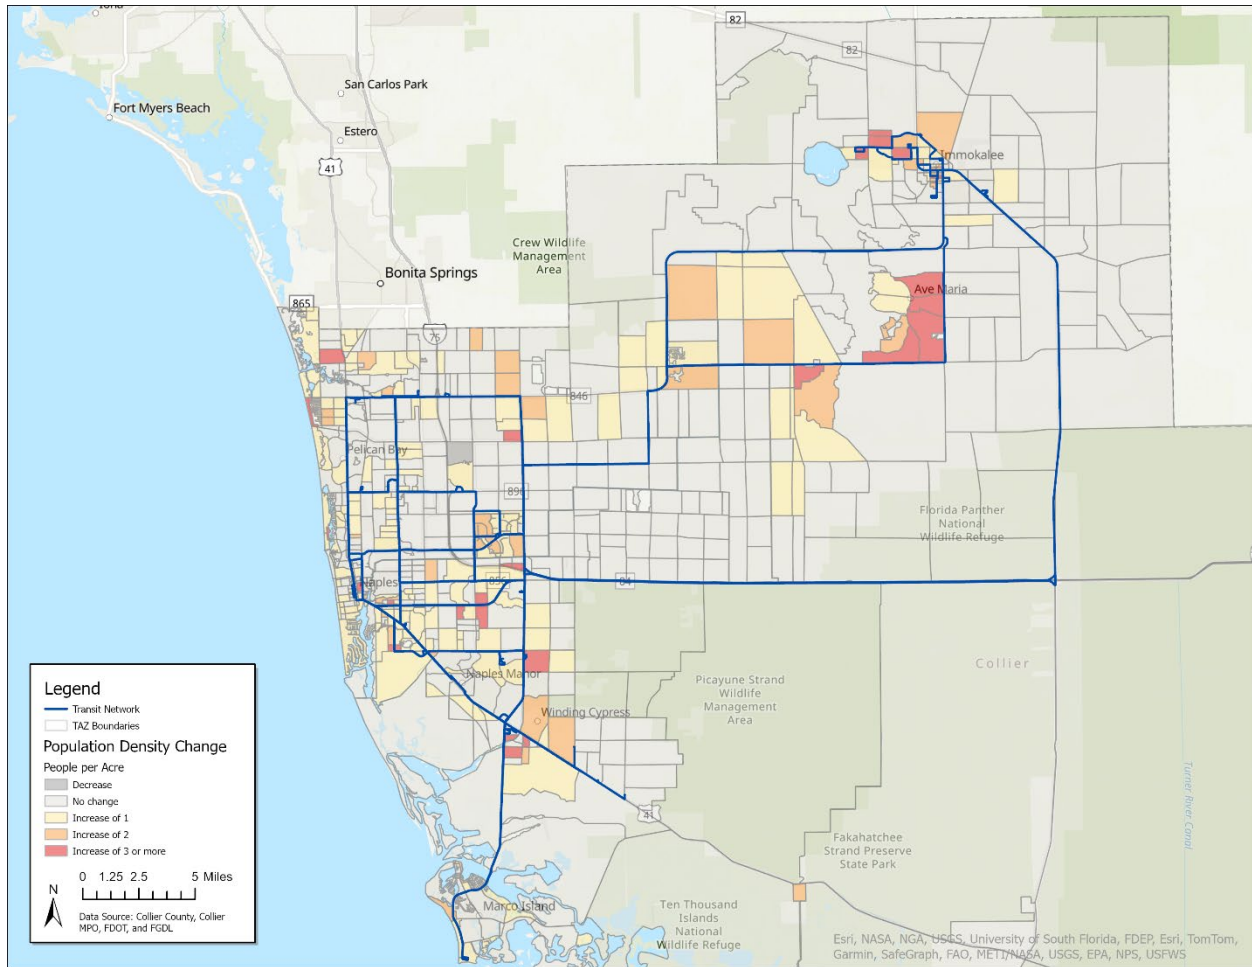 Iona
82
82
San Carlos Park
Fort Myers Beach
Estero
41
Immokalee
Crew Wildlife
Management
Area
Bonita Springs
Ave Maria
865
75
846
Pelican Bay
896
Florida Panther
National
Wildlife Refuge
Naples
856
84
Collier
Naples Manor
Picayune Strand
Wildlife
Management
Area
Winding Cypress
Turner River Canal
41
Fakahatchee
Strand Preserve
State Park
Marco Island
Ten Thousand
Islands
National
Wildlife Refuge
Legend
Transit Network
TAZ Boundaries
Population Density Change
People per Acre
Decrease
No change
Increase of 1
Increase of 2
Increase of 3 or more
N
0 1.25 2.5 5 Miles
Data Source: Collier County, Collier
MPO, FDOT, and FGDL
Esri, NASA, NGA, USGS, University of South Florida, FDEP, Esri, TomTom,
Garmin, SafeGraph, FAO, METI/NASA, USGS, EPA, NPS, USFWS